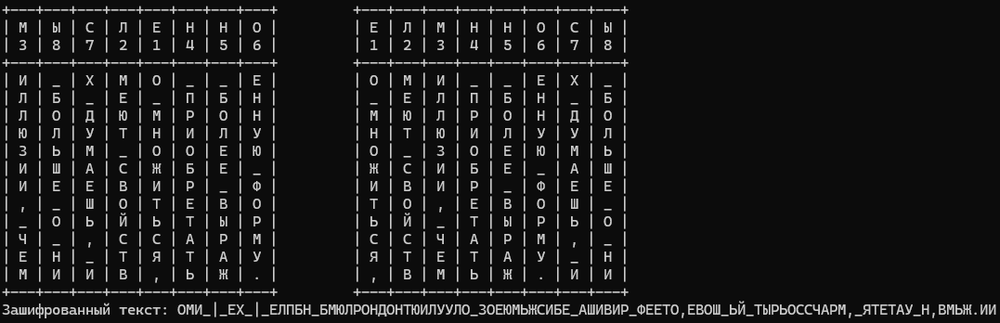 +---+---+---+---+---+---+---+---+ +---+---+---+---+---+---+---+---+
| М | Ы | С | Л | Е | Н | Н | О | | Е | Л | М | Н | Н | О | С | Ы |
| 3 | 8 | 7 | 2 | 1 | 4 | 5 | 6 | | 1 | 2 | 3 | 4 | 5 | 6 | 7 | 8 |
+---+---+---+---+---+---+---+---+ +---+---+---+---+---+---+---+---+
| И | _ | Х | М | О | _ | _ | Е | | О | М | И | _ | _ | Е | Х | _ |
| Л | Б | _ | Е | _ | П | Б | Н | | _ | Е | Л | П | Б | Н | _ | Б |
| Л | О | Д | Ю | М | Р | О | Н | | М | Ю | Л | Р | О | Н | Д | О |
| Ю | Л | У | Т | Н | И | Л | У | | Н | Т | Ю | И | Л | У | У | Л |
| З | Ь | М | _ | О | О | Е | Ю | | О | _ | З | О | Е | Ю | М | Ь |
| И | Ш | А | С | Ж | Б | Е | _ | | Ж | С | И | Б | Е | _ | А | Ш |
| И | Е | Е | В | И | Р | _ | Ф | | И | В | И | Р | _ | Ф | Е | Е |
| , | _ | Ш | О | Т | Е | В | О | | Т | О | , | Е | В | О | Ш | _ |
| _ | О | Ь | Й | Ь | Т | Ы | Р | | Ь | Й | _ | Т | Ы | Р | Ь | О |
| Ч | _ | , | С | С | А | Р | М | | С | С | Ч | А | Р | М | , | _ |
| Е | Н | _ | Т | Я | Т | А | У | | Я | Т | Е | Т | А | У | _ | Н |
| М | И | И | В | , | Ь | Ж | . | | , | В | М | Ь | Ж | . | И | И |
+---+---+---+---+---+---+---+---+ +---+---+---+---+---+---+---+---+
Зашифрованный текст: ОМИ_|_ЕХ_|_ЕЛПБН_БМЮЛРОНДОНТЮИЛУУЛО_ЗОЕЮМЬЖСИБЕ_АШИВИР_ФЕЕТО,ЕВОШ_ЬЙ_ТЫРЬОССЧАРМ,_ЯТЕТАУ_Н,ВМЬЖ.ИИ